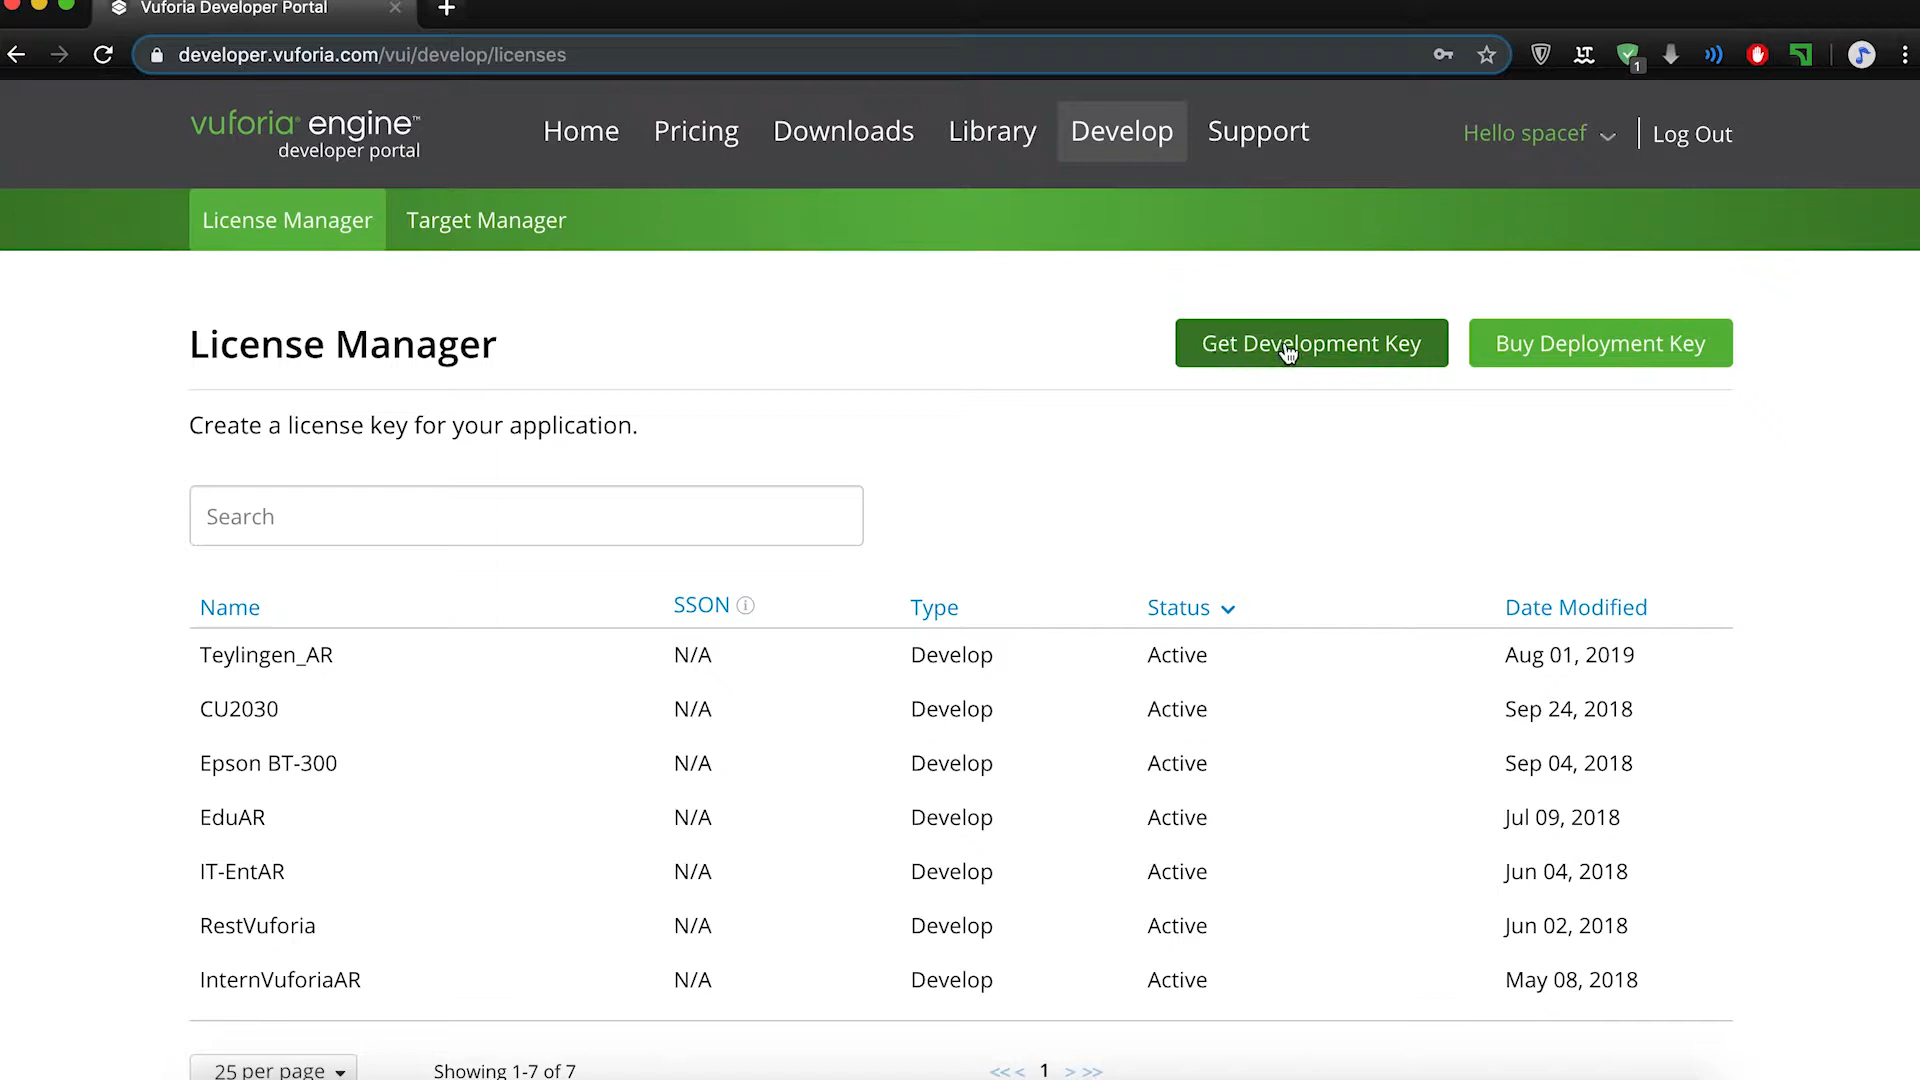 Vuforia Developer Portal
developer.vuforia.com/vui/develop/licenses
1
vuforia® engine™
developer portal
Home Pricing Downloads Library Develop Support
Hello spacef Log Out
License Manager Target Manager
License Manager
Get Development Key
Buy Deployment Key
Create a license key for your application.
Search
Name SSON Type Status Date Modified
Teylingen_AR N/A Develop Active Aug 01, 2019
CU2030 N/A Develop Active Sep 24, 2018
Epson BT-300 N/A Develop Active Sep 04, 2018
EduAR N/A Develop Active Jul 09, 2018
IT-EntAR N/A Develop Active Jun 04, 2018
RestVuforia N/A Develop Active Jun 02, 2018
InternVuforiaAR N/A Develop Active May 08, 2018
25 per page Showing 1-7 of 7 << < 1 > >>